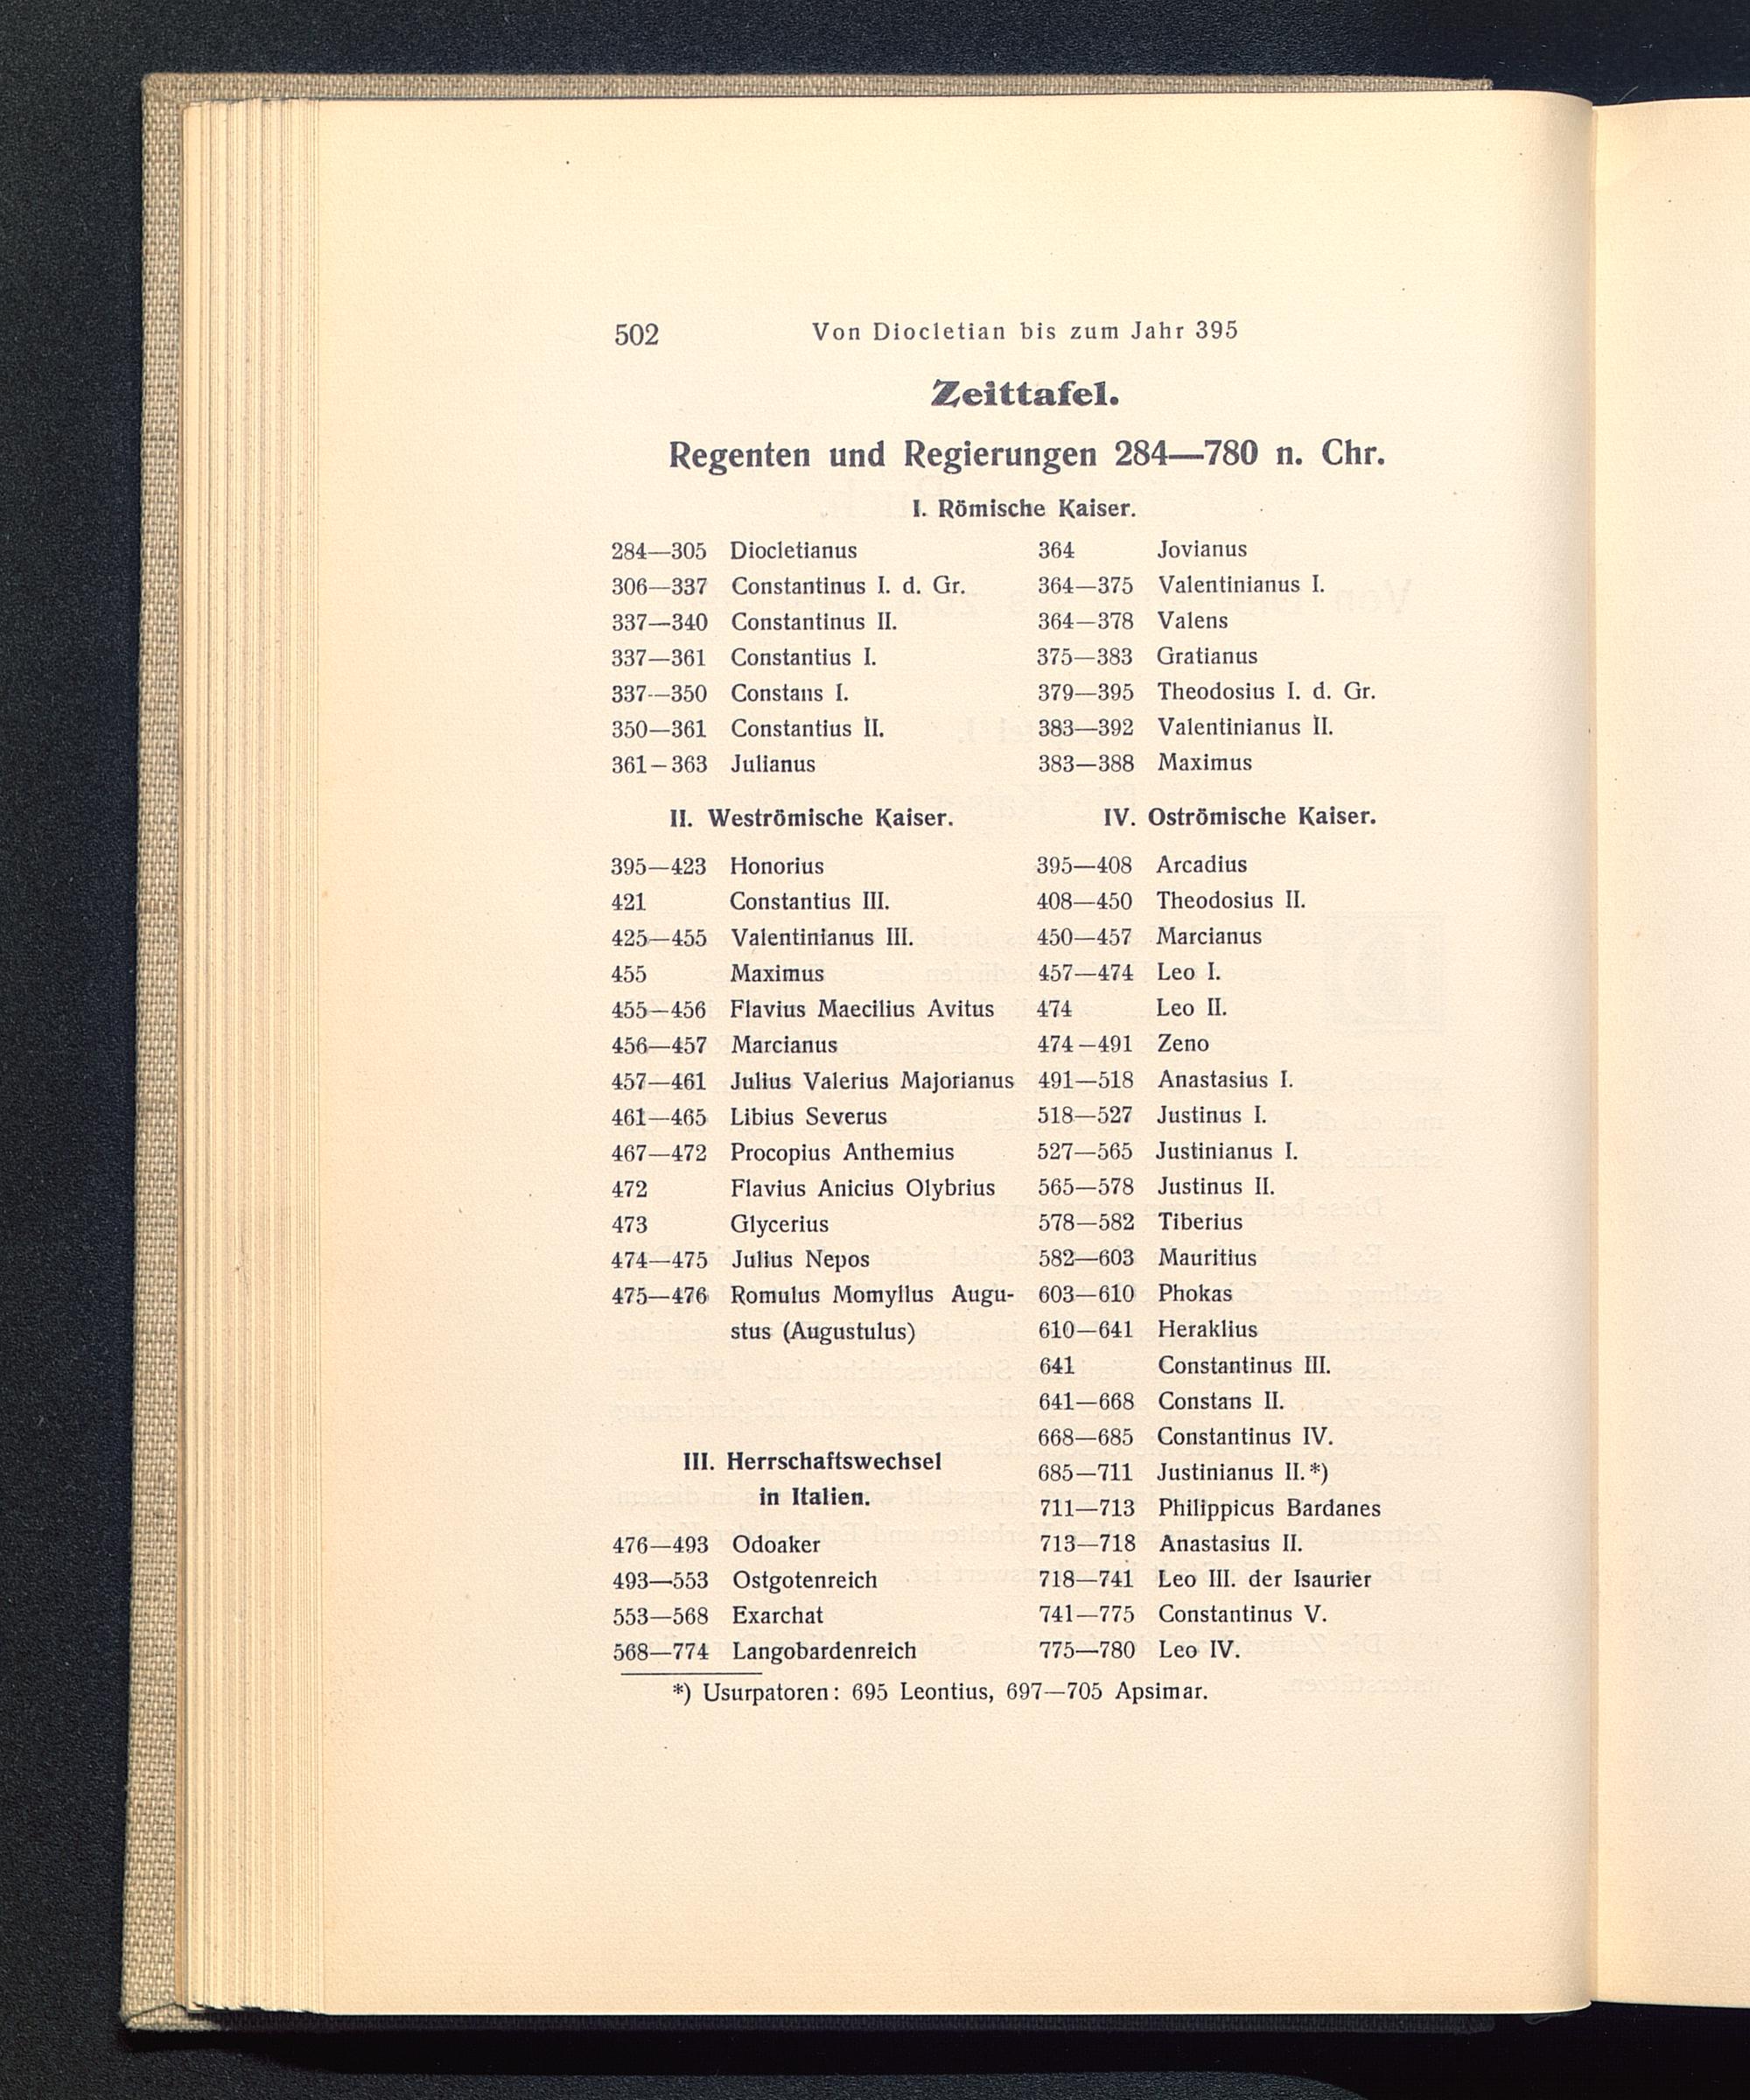 502 Von Diocletian bis zum Jahr 395
Zeittafel.
Regenten und Regierungen 284—780 n. Chr.
I. Römische Kaiser.
284—305 Diocletianus
306—337 Constantinus I. d. Gr.
337—340 Constantinus II.
337—361 Constantius I.
337—350 Constans I.
350—361 Constantius II.
361—363 Julianus
364 Jovianus
364—375 Valentinianus I.
364—378 Valens
375—383 Gratianus
379—395 Theodosius I. d. Gr.
383—392 Valentinianus II.
383—388 Maximus
II. Weströmische Kaiser.
395—423 Honorius
421 Constantius III.
425—455 Valentinianus III.
455 Maximus
455—456 Flavius Maecilius Avitus
456—457 Marcianus
457—461 Julius Valerius Majorianus
461—465 Libius Severus
467—472 Procopius Anthemius
472 Flavius Anicius Olybrius
473 Glycerius
474—475 Julius Nepos
475—476 Romulus Momyllus Augu-
stus (Augustulus)
III. Herrschaftswechsel
in Italien.
476—493 Odoaker
493—553 Ostgotenreich
553—568 Exarchat
568—774 Langobardenreich
IV. Oströmische Kaiser.
395—408 Arcadius
408—450 Theodosius II.
450—457 Marcianus
457—474 Leo I.
474 Leo II.
474—491 Zeno
491—518 Anastasius I.
518—527 Justinus I.
527—565 Justinianus I.
565—578 Justinus II.
578—582 Tiberius
582—603 Mauritius
603—610 Phokas
610—641 Heraklius
641 Constantinus III.
641—668 Constans II.
668—685 Constantinus IV.
685—711 Justinianus II.*)
711—713 Philippicus Bardanes
713—718 Anastasius II.
718—741 Leo III. der Isaurier
741—775 Constantinus V.
775—780 Leo IV.
*) Usurpatoren: 695 Leontius, 697—705 Apsimar.